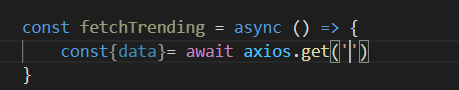 const fetchTrending = async () => {
    const{data}= await axios.get('')
}